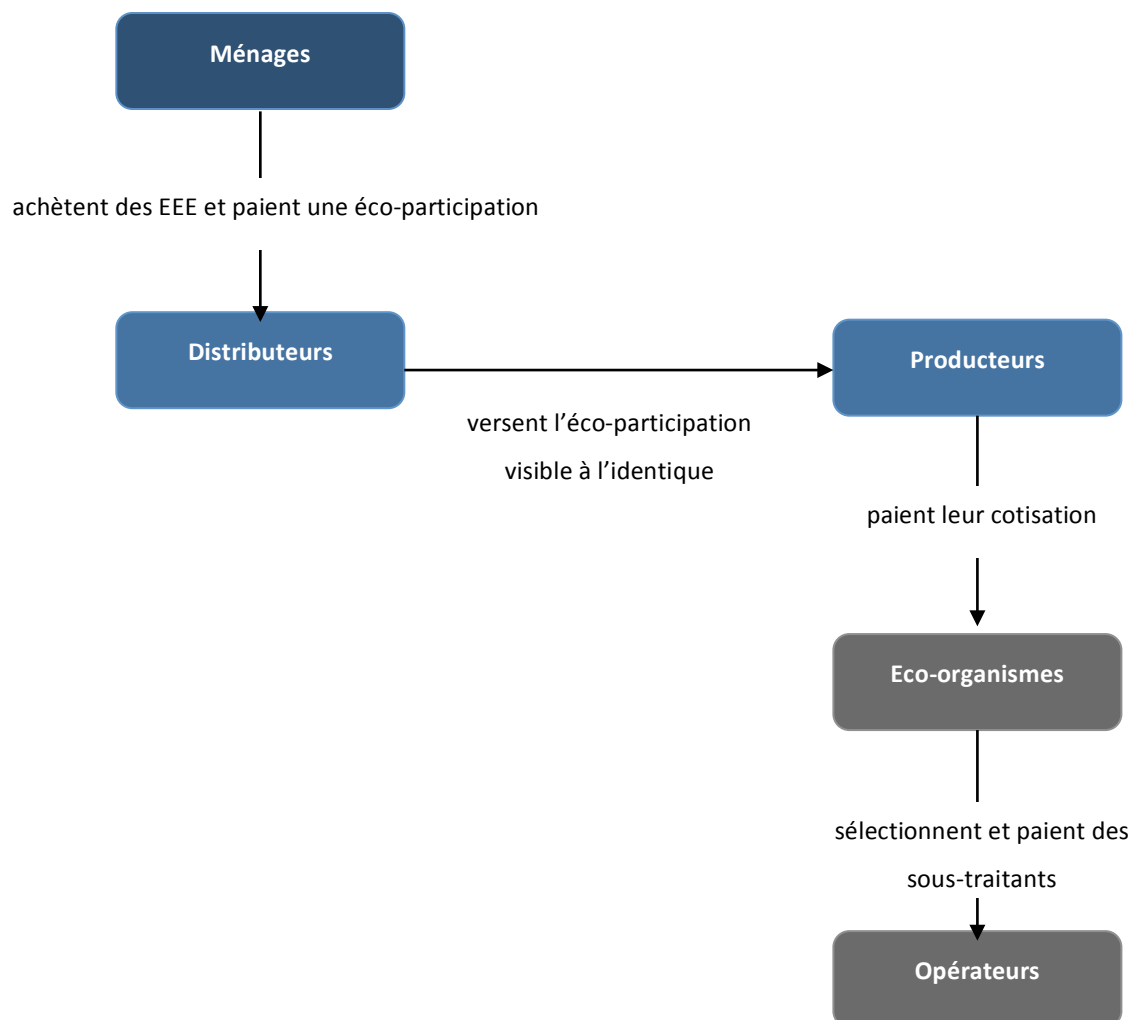 Ménages
achètent des EEE et paient une éco-participation
Distributeurs
Producteurs
versent l’éco-participation
visible à l’identique
paient leur cotisation
Eco-organismes
sélectionnent et paient des
sous-traitants
Opérateurs